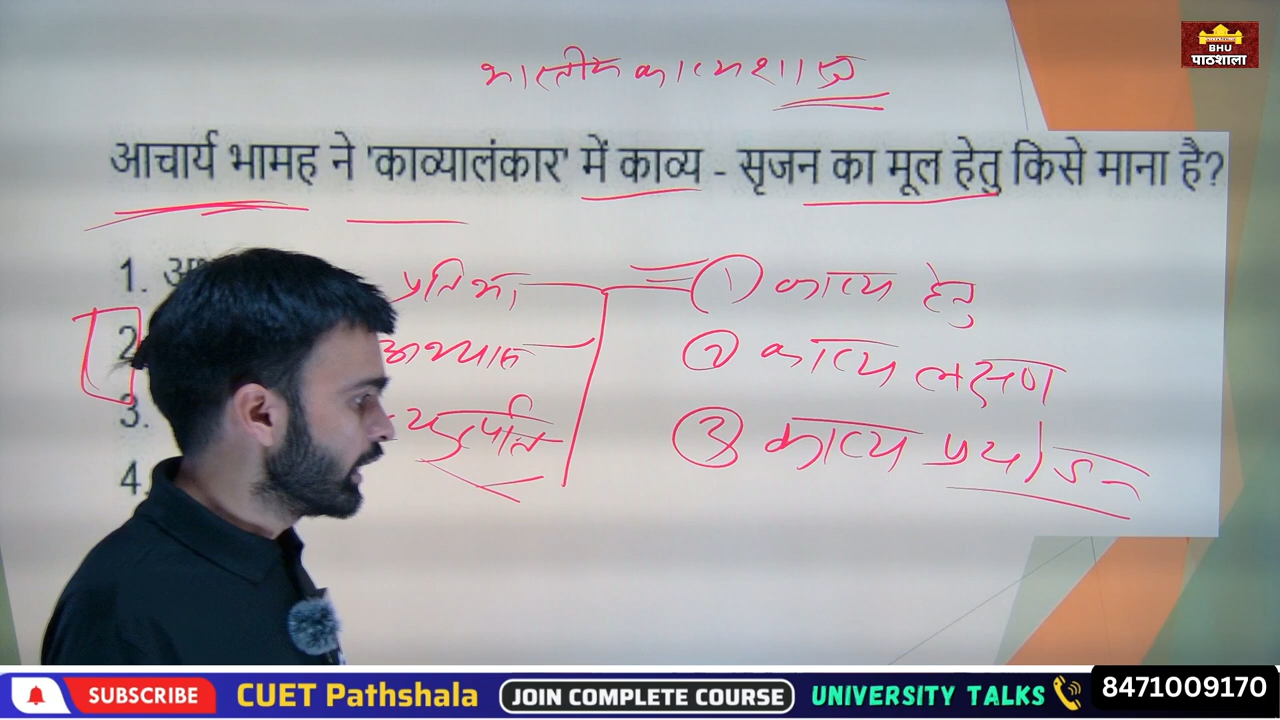 BHU
पाठशाला
भारतीय काव्यशास्त्र
आचार्य भामह ने 'काव्यालंकार' में काव्य - सृजन का मूल हेतु किसे माना है?
1.
प्रतिभा
① काव्य हेतु
2
अभ्यास
② काव्य लक्षण
3.
③ काव्य प्रयोजन
4.
SUBSCRIBE
CUET Pathshala
JOIN COMPLETE COURSE
UNIVERSITY TALKS
8471009170